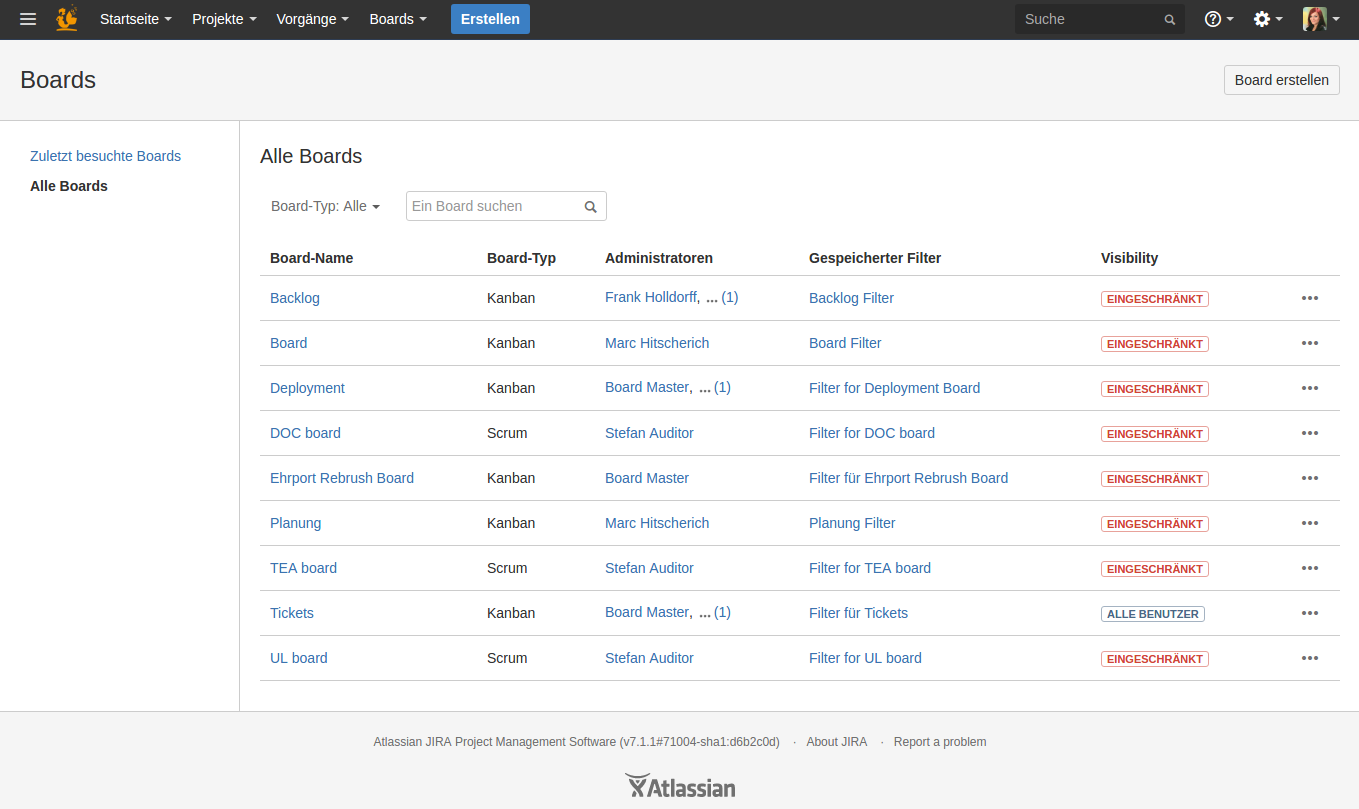 Startseite Projekte Vorgänge Boards Erstellen Suche
Boards Board erstellen
Zuletzt besuchte Boards
Alle Boards
Alle Boards
Board-Typ: Alle Ein Board suchen
Board-Name Board-Typ Administratoren Gespeicherter Filter Visibility
Backlog Kanban Frank Holldorff, ... (1) Backlog Filter EINGESCHRÄNKT
Board Kanban Marc Hitscherich Board Filter EINGESCHRÄNKT
Deployment Kanban Board Master, ... (1) Filter for Deployment Board EINGESCHRÄNKT
DOC board Scrum Stefan Auditor Filter for DOC board EINGESCHRÄNKT
Ehrport Rebrush Board Kanban Board Master Filter für Ehrport Rebrush Board EINGESCHRÄNKT
Planung Kanban Marc Hitscherich Planung Filter EINGESCHRÄNKT
TEA board Scrum Stefan Auditor Filter for TEA board EINGESCHRÄNKT
Tickets Kanban Board Master, ... (1) Filter für Tickets ALLE BENUTZER
UL board Scrum Stefan Auditor Filter for UL board EINGESCHRÄNKT
Atlassian JIRA Project Management Software (v7.1.1#71004-sha1:d6b2c0d) · About JIRA · Report a problem
Atlassian